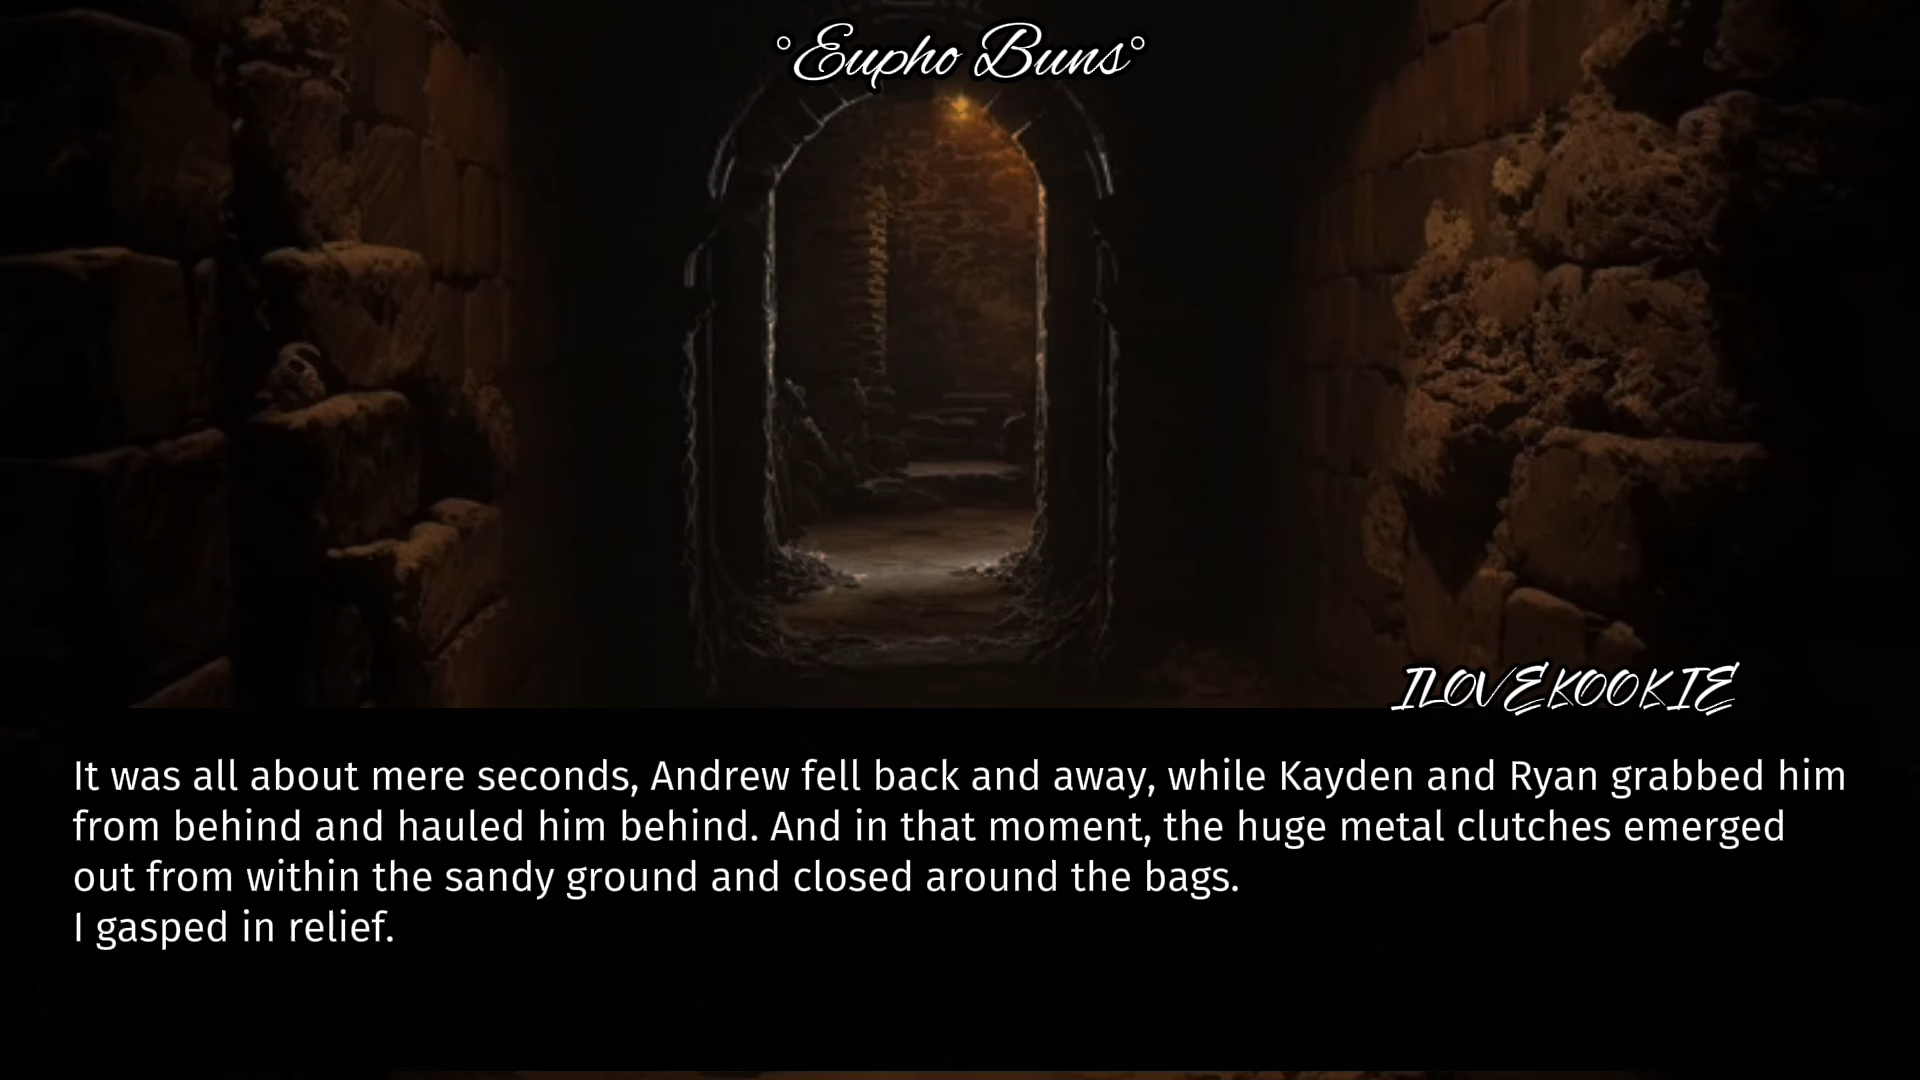 °Eupho Buns°
ILOVEKOOKIE
It was all about mere seconds, Andrew fell back and away, while Kayden and Ryan grabbed him
from behind and hauled him behind. And in that moment, the huge metal clutches emerged
out from within the sandy ground and closed around the bags.
I gasped in relief.